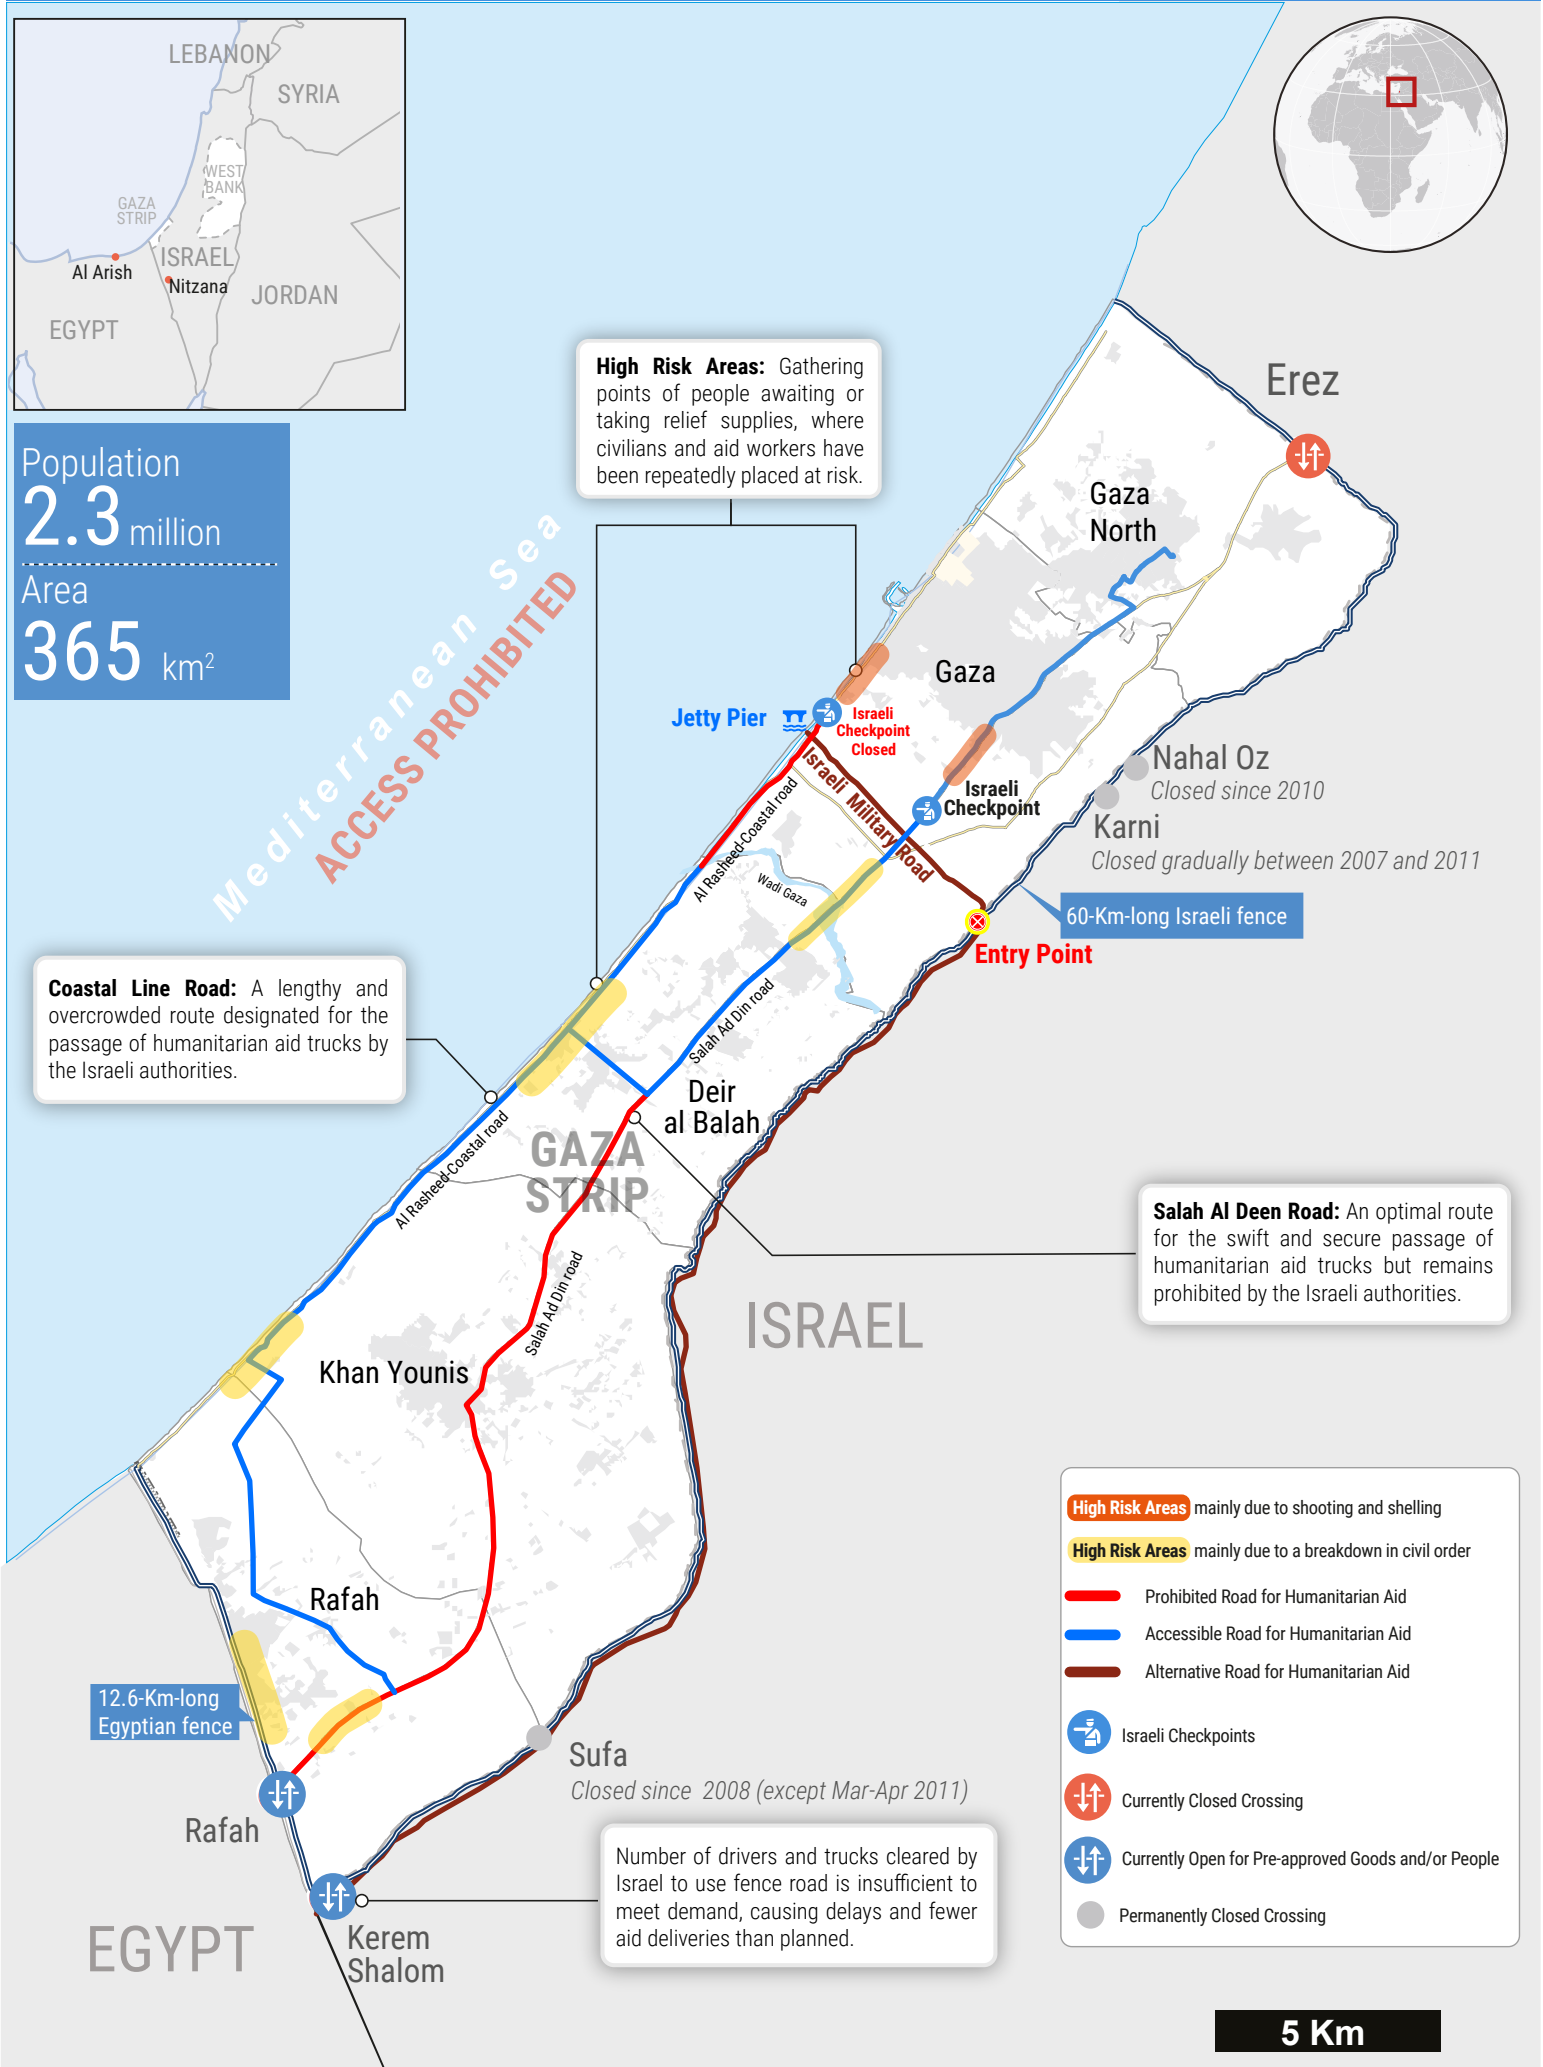 LEBANON
SYRIA
WEST
BANK
GAZA
STRIP
ISRAEL
Al Arish
Nitzana
JORDAN
EGYPT
Population
2.3 million
Area
365 km²
Mediterranean Sea
ACCESS PROHIBITED
High Risk Areas: Gathering
points of people awaiting or
taking relief supplies, where
civilians and aid workers have
been repeatedly placed at risk.
Erez
Gaza
North
Gaza
Jetty Pier
Israeli
Checkpoint
Closed
Israeli Military Road
Israeli
Checkpoint
Nahal Oz
Closed since 2010
Karni
Closed gradually between 2007 and 2011
60-Km-long Israeli fence
Entry Point
Al Rasheed-Coastal road
Wadi Gaza
Salah Ad Din road
Coastal Line Road: A lengthy and
overcrowded route designated for the
passage of humanitarian aid trucks by
the Israeli authorities.
Deir
al Balah
GAZA
STRIP
Al Rasheed-Coastal road
Salah Al Deen Road: An optimal route
for the swift and secure passage of
humanitarian aid trucks but remains
prohibited by the Israeli authorities.
Salah Ad Din road
ISRAEL
Khan Younis
Rafah
12.6-Km-long
Egyptian fence
Sufa
Closed since 2008 (except Mar-Apr 2011)
Rafah
Number of drivers and trucks cleared by
Israel to use fence road is insufficient to
meet demand, causing delays and fewer
aid deliveries than planned.
Kerem
Shalom
EGYPT
High Risk Areas mainly due to shooting and shelling
High Risk Areas mainly due to a breakdown in civil order
Prohibited Road for Humanitarian Aid
Accessible Road for Humanitarian Aid
Alternative Road for Humanitarian Aid
Israeli Checkpoints
Currently Closed Crossing
Currently Open for Pre-approved Goods and/or People
Permanently Closed Crossing
5 Km